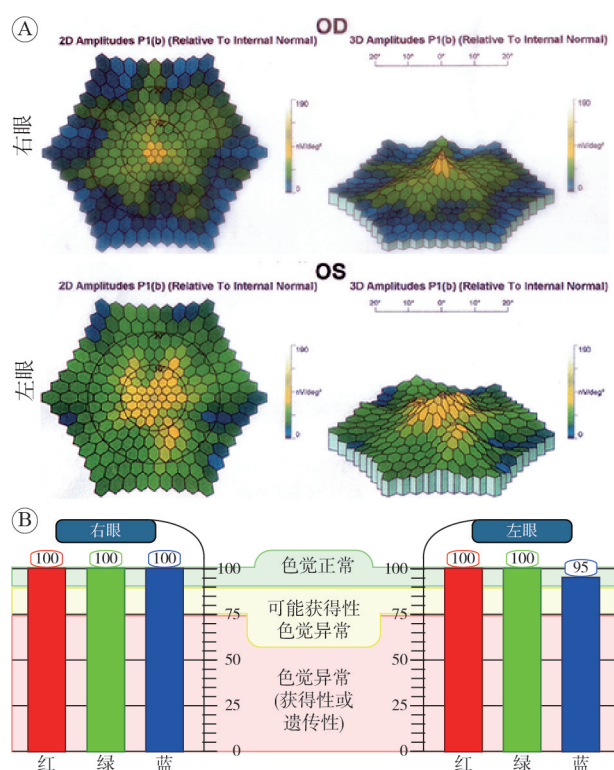 A
OD
2D Amplitudes P1(b) (Relative To Internal Normal)
3D Amplitudes P1(b) (Relative To Internal Normal)
20° 10° 0° 10° 20°
190
nV/deg²
0
190
nV/deg²
0
右眼
OS
2D Amplitudes P1(b) (Relative To Internal Normal)
3D Amplitudes P1(b) (Relative To Internal Normal)
20° 10° 0° 10° 20°
190
nV/deg²
0
190
nV/deg²
0
左眼
B
右眼
左眼
100 100 100
100 100 95
100
75
50
25
0
色觉正常
可能获得性
色觉异常
色觉异常
(获得性或
遗传性)
100
75
50
25
0
红 绿 蓝
红 绿 蓝